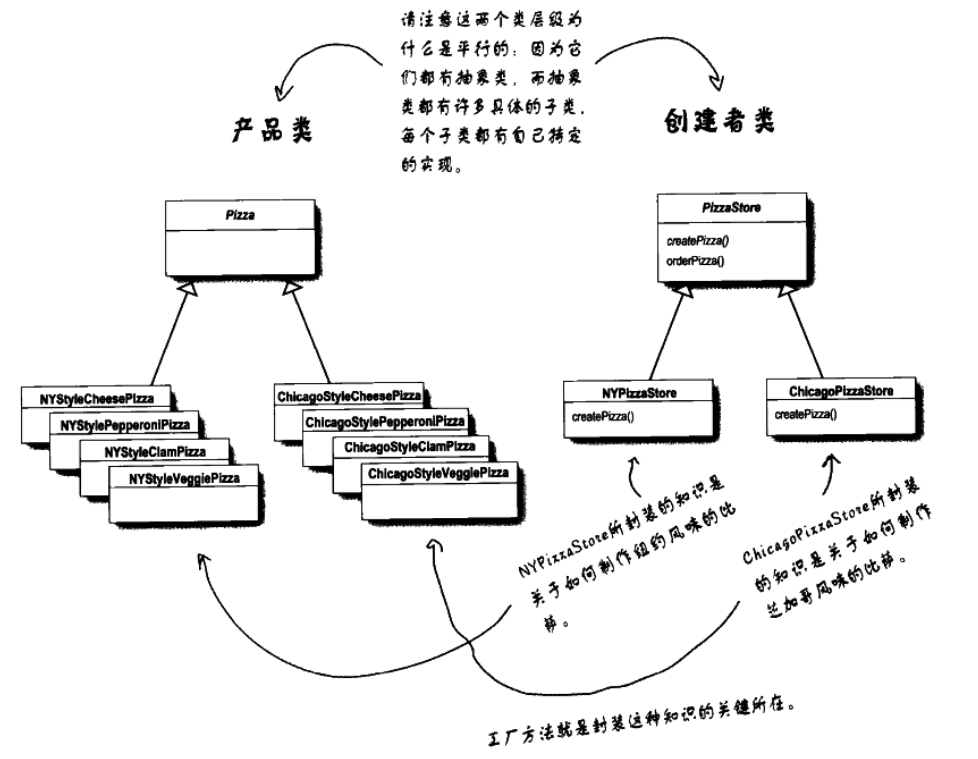 请注意这两个类层级为
什么是平行的：因为它
们都有抽象类，而抽象
类都有许多具体的子类，
每个子类都有自己特定
的实现。
产品类
创建者类
Pizza
PizzaStore
createPizza()
orderPizza()
NYStyleCheesePizza
NYStylePepperoniPizza
NYStyleClamPizza
NYStyleVeggiePizza
ChicagoStyleCheesePizza
ChicagoStylePepperoniPizza
ChicagoStyleClamPizza
ChicagoStyleVeggiePizza
NYPizzaStore
createPizza()
ChicagoPizzaStore
createPizza()
NYPizzaStore所封装的知识是
关于如何制作纽约风味的比
萨。
ChicagoPizzaStore所封装
的知识是关于如何制作
芝加哥风味的比萨。
工厂方法就是封装这种知识的关键所在。